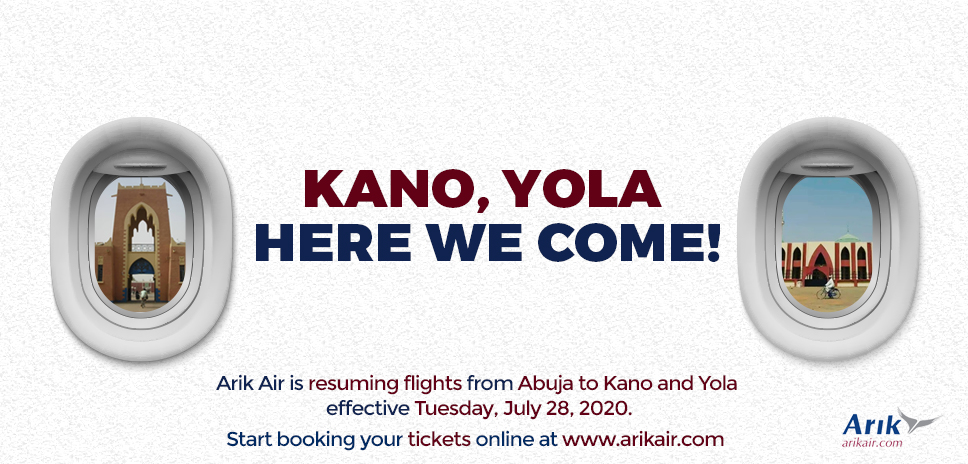 KANO, YOLA
HERE WE COME!
Arik Air is resuming flights from Abuja to Kano and Yola
effective Tuesday, July 28, 2020.
Start booking your tickets online at www.arikair.com
Arik
arikair.com